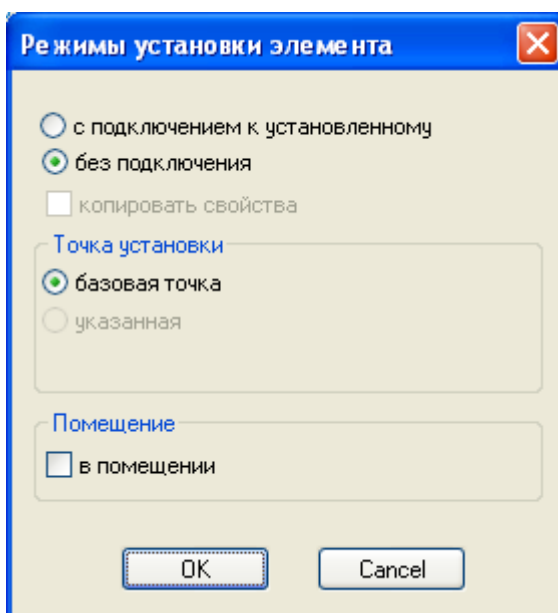 Режимы установки элемента
с подключением к установленному
без подключения
копировать свойства
Точка установки
базовая точка
указанная
Помещение
в помещении
OK Cancel